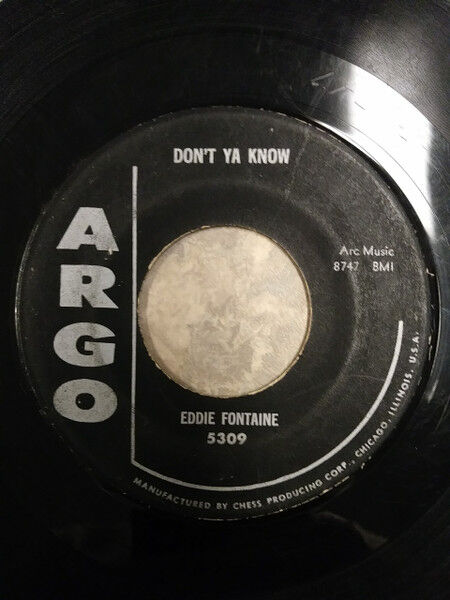 DON'T YA KNOW
ARGO
Arc Music
8747 BMI
EDDIE FONTAINE
5309
MANUFACTURED BY CHESS PRODUCING CORP., CHICAGO, ILLINOIS, U.S.A.